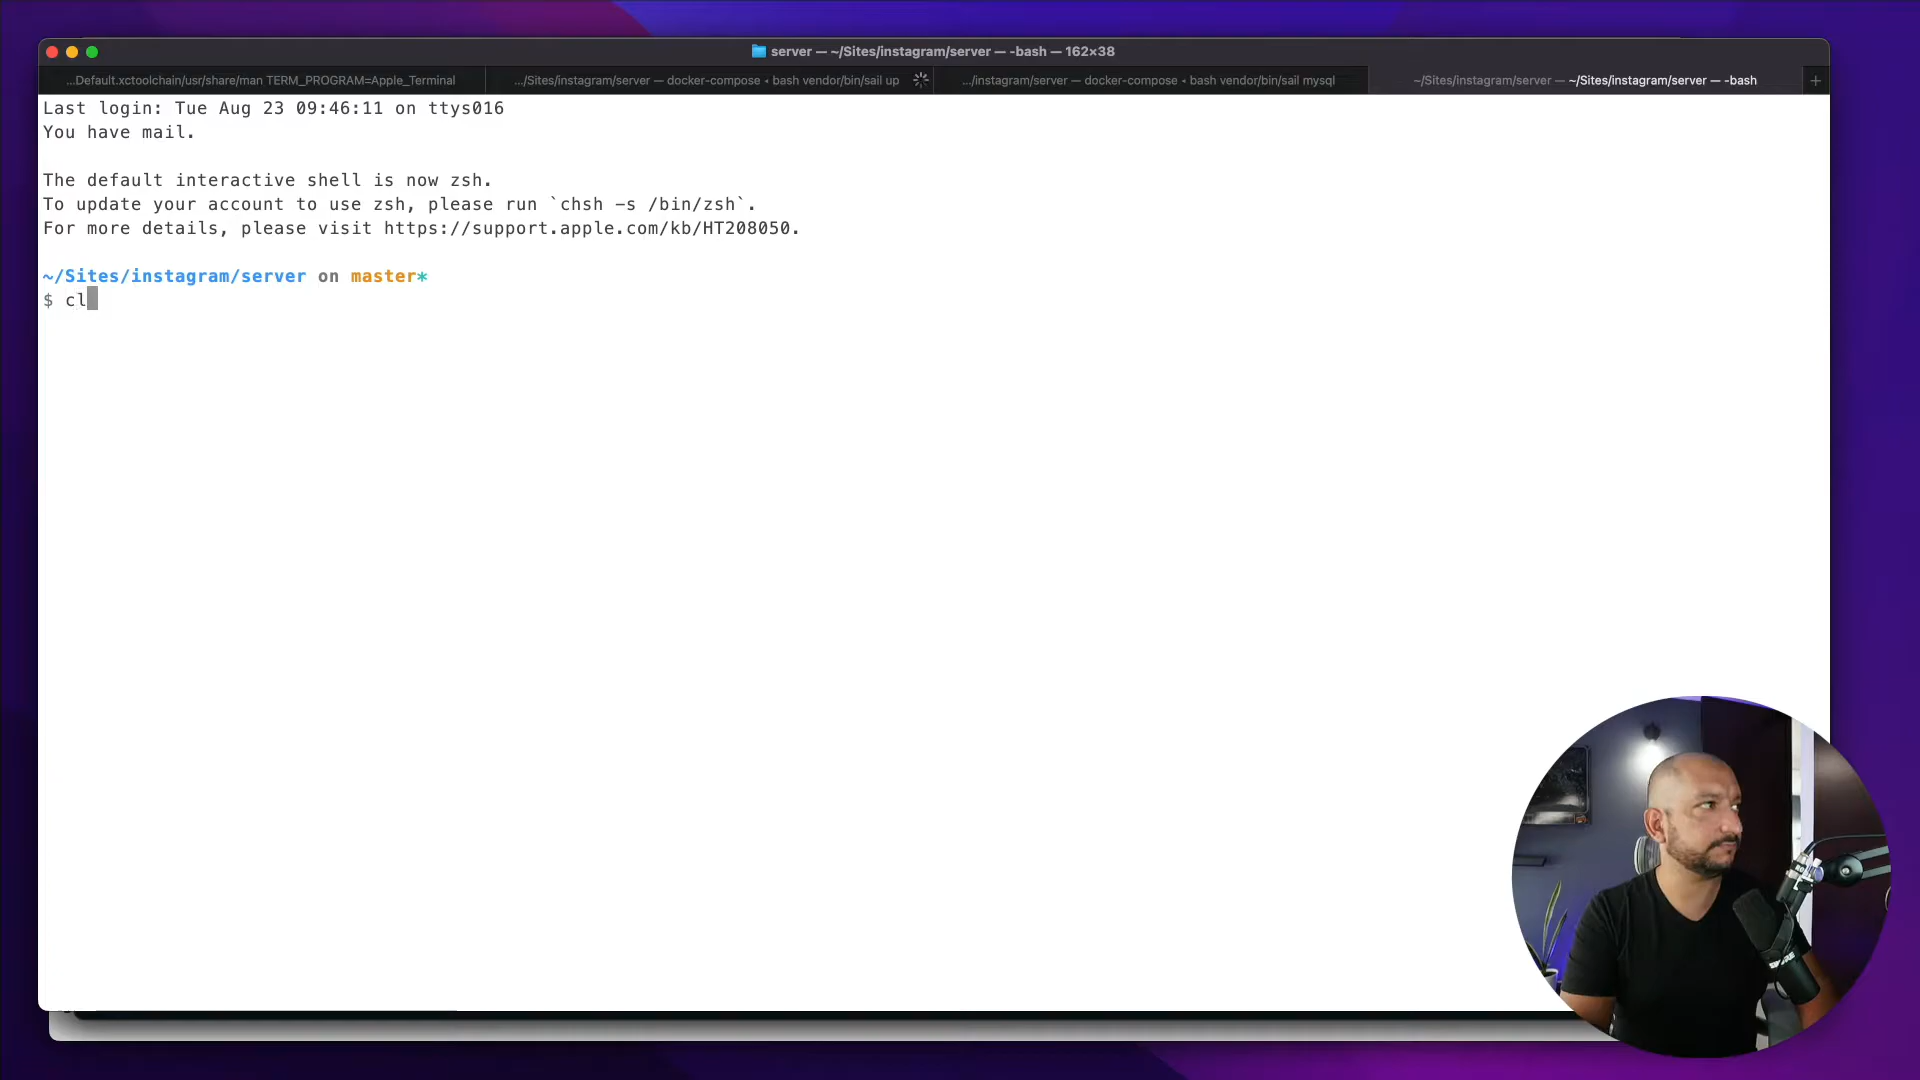 server — ~/Sites/instagram/server — -bash — 162×38
...Default.xctoolchain/usr/share/man TERM_PROGRAM=Apple_Terminal
.../Sites/instagram/server — docker-compose ◂ bash vendor/bin/sail up
.../instagram/server — docker-compose ◂ bash vendor/bin/sail mysql
~/Sites/instagram/server — ~/Sites/instagram/server — -bash
+
Last login: Tue Aug 23 09:46:11 on ttys016
You have mail.
The default interactive shell is now zsh.
To update your account to use zsh, please run `chsh -s /bin/zsh`.
For more details, please visit https://support.apple.com/kb/HT208050.
~/Sites/instagram/server on master*
$ cl